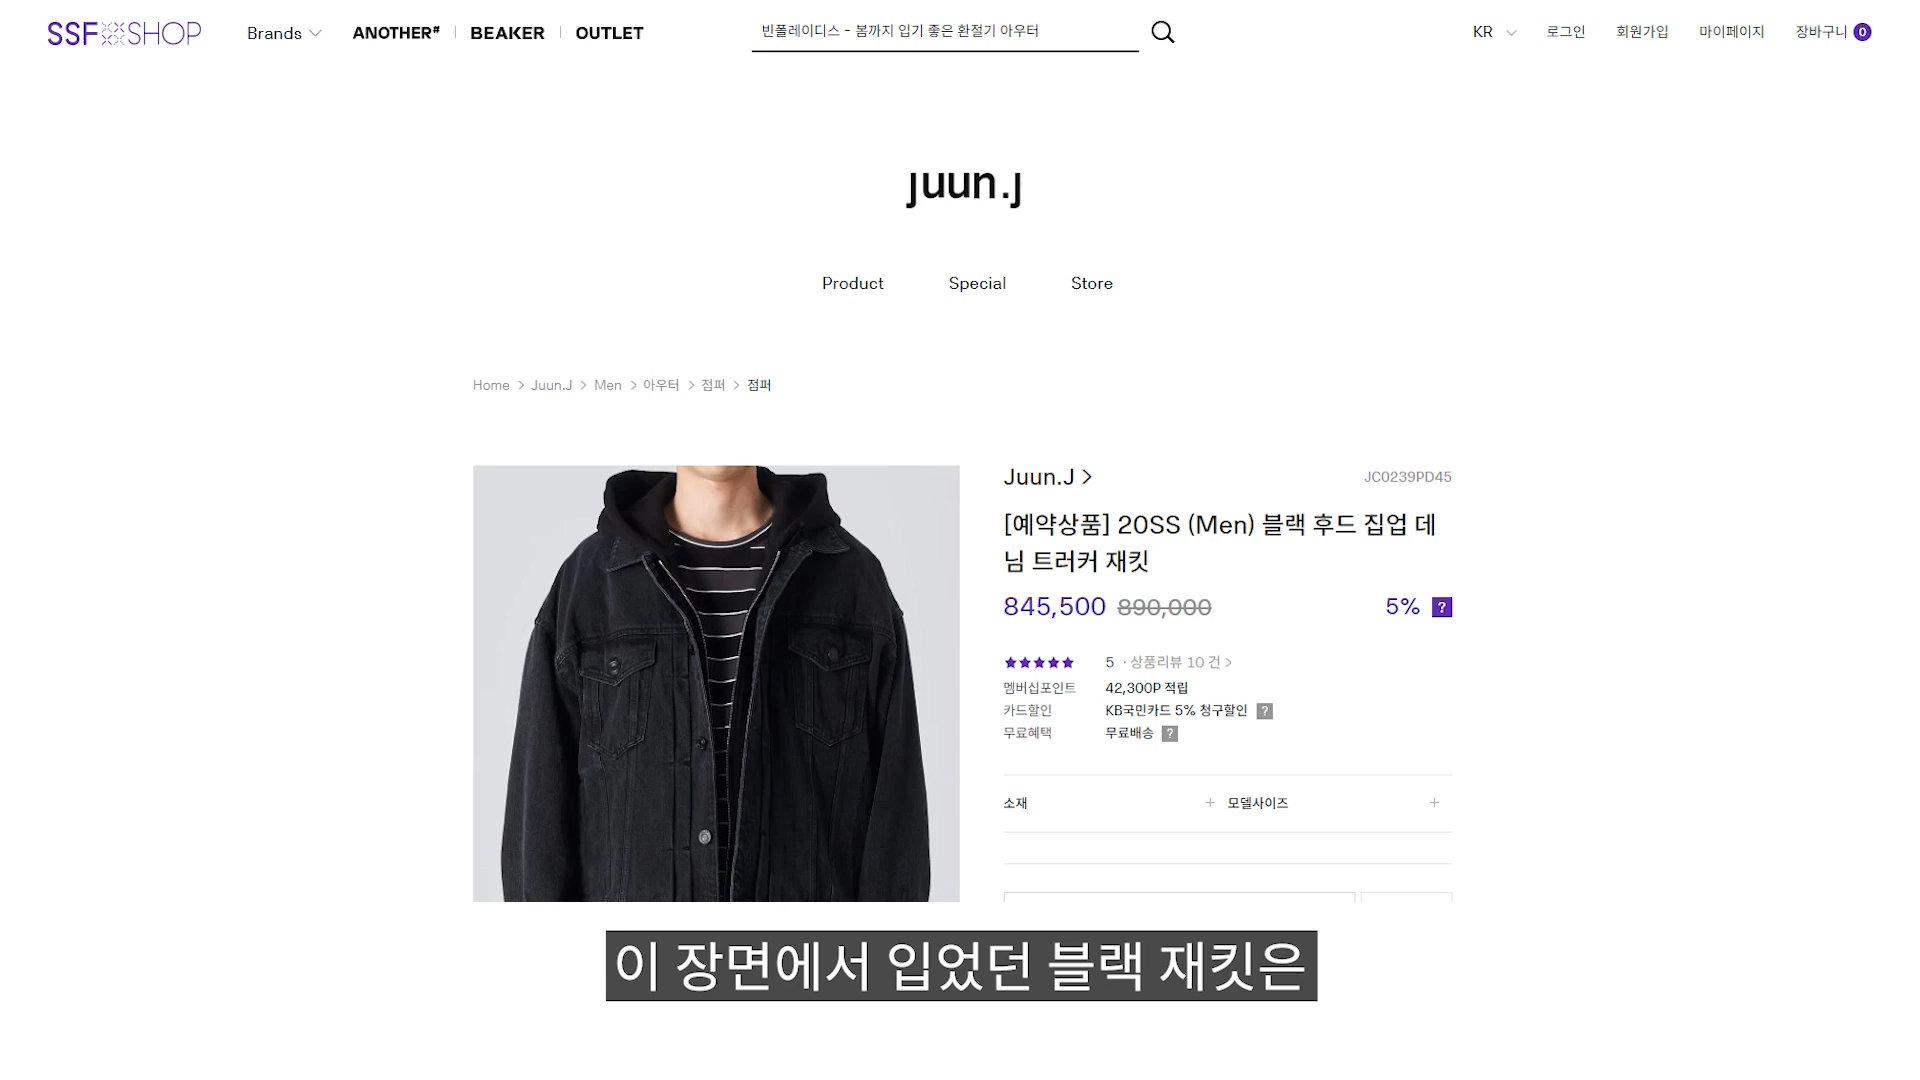 SSF SHOP
Brands
ANOTHER#
BEAKER
OUTLET
빈폴레이디스 - 봄까지 입기 좋은 환절기 아우터
KR
로그인
회원가입
마이페이지
장바구니 0
juun.j
Product
Special
Store
Home > Juun.J > Men > 아우터 > 점퍼 > 점퍼
Juun.J >
JC0239PD45
[예약상품] 20SS (Men) 블랙 후드 집업 데
님 트러커 재킷
845,500 890,000
5% ?
★★★★★ 5 · 상품리뷰 10 건 >
멤버십포인트 42,300P 적립
카드할인 KB국민카드 5% 청구할인 ?
무료혜택 무료배송 ?
소재 +
모델사이즈 +
이 장면에서 입었던 블랙 재킷은